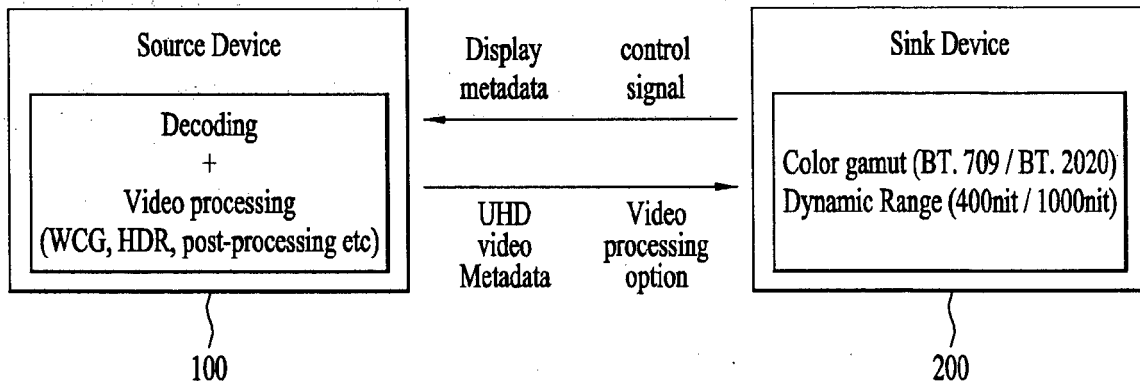 Source Device
Decoding
+
Video processing
(WCG, HDR, post-processing etc)
100
Display
metadata
control
signal
UHD
video
Metadata
Video
processing
option
Sink Device
Color gamut (BT. 709 / BT. 2020)
Dynamic Range (400nit / 1000nit)
200